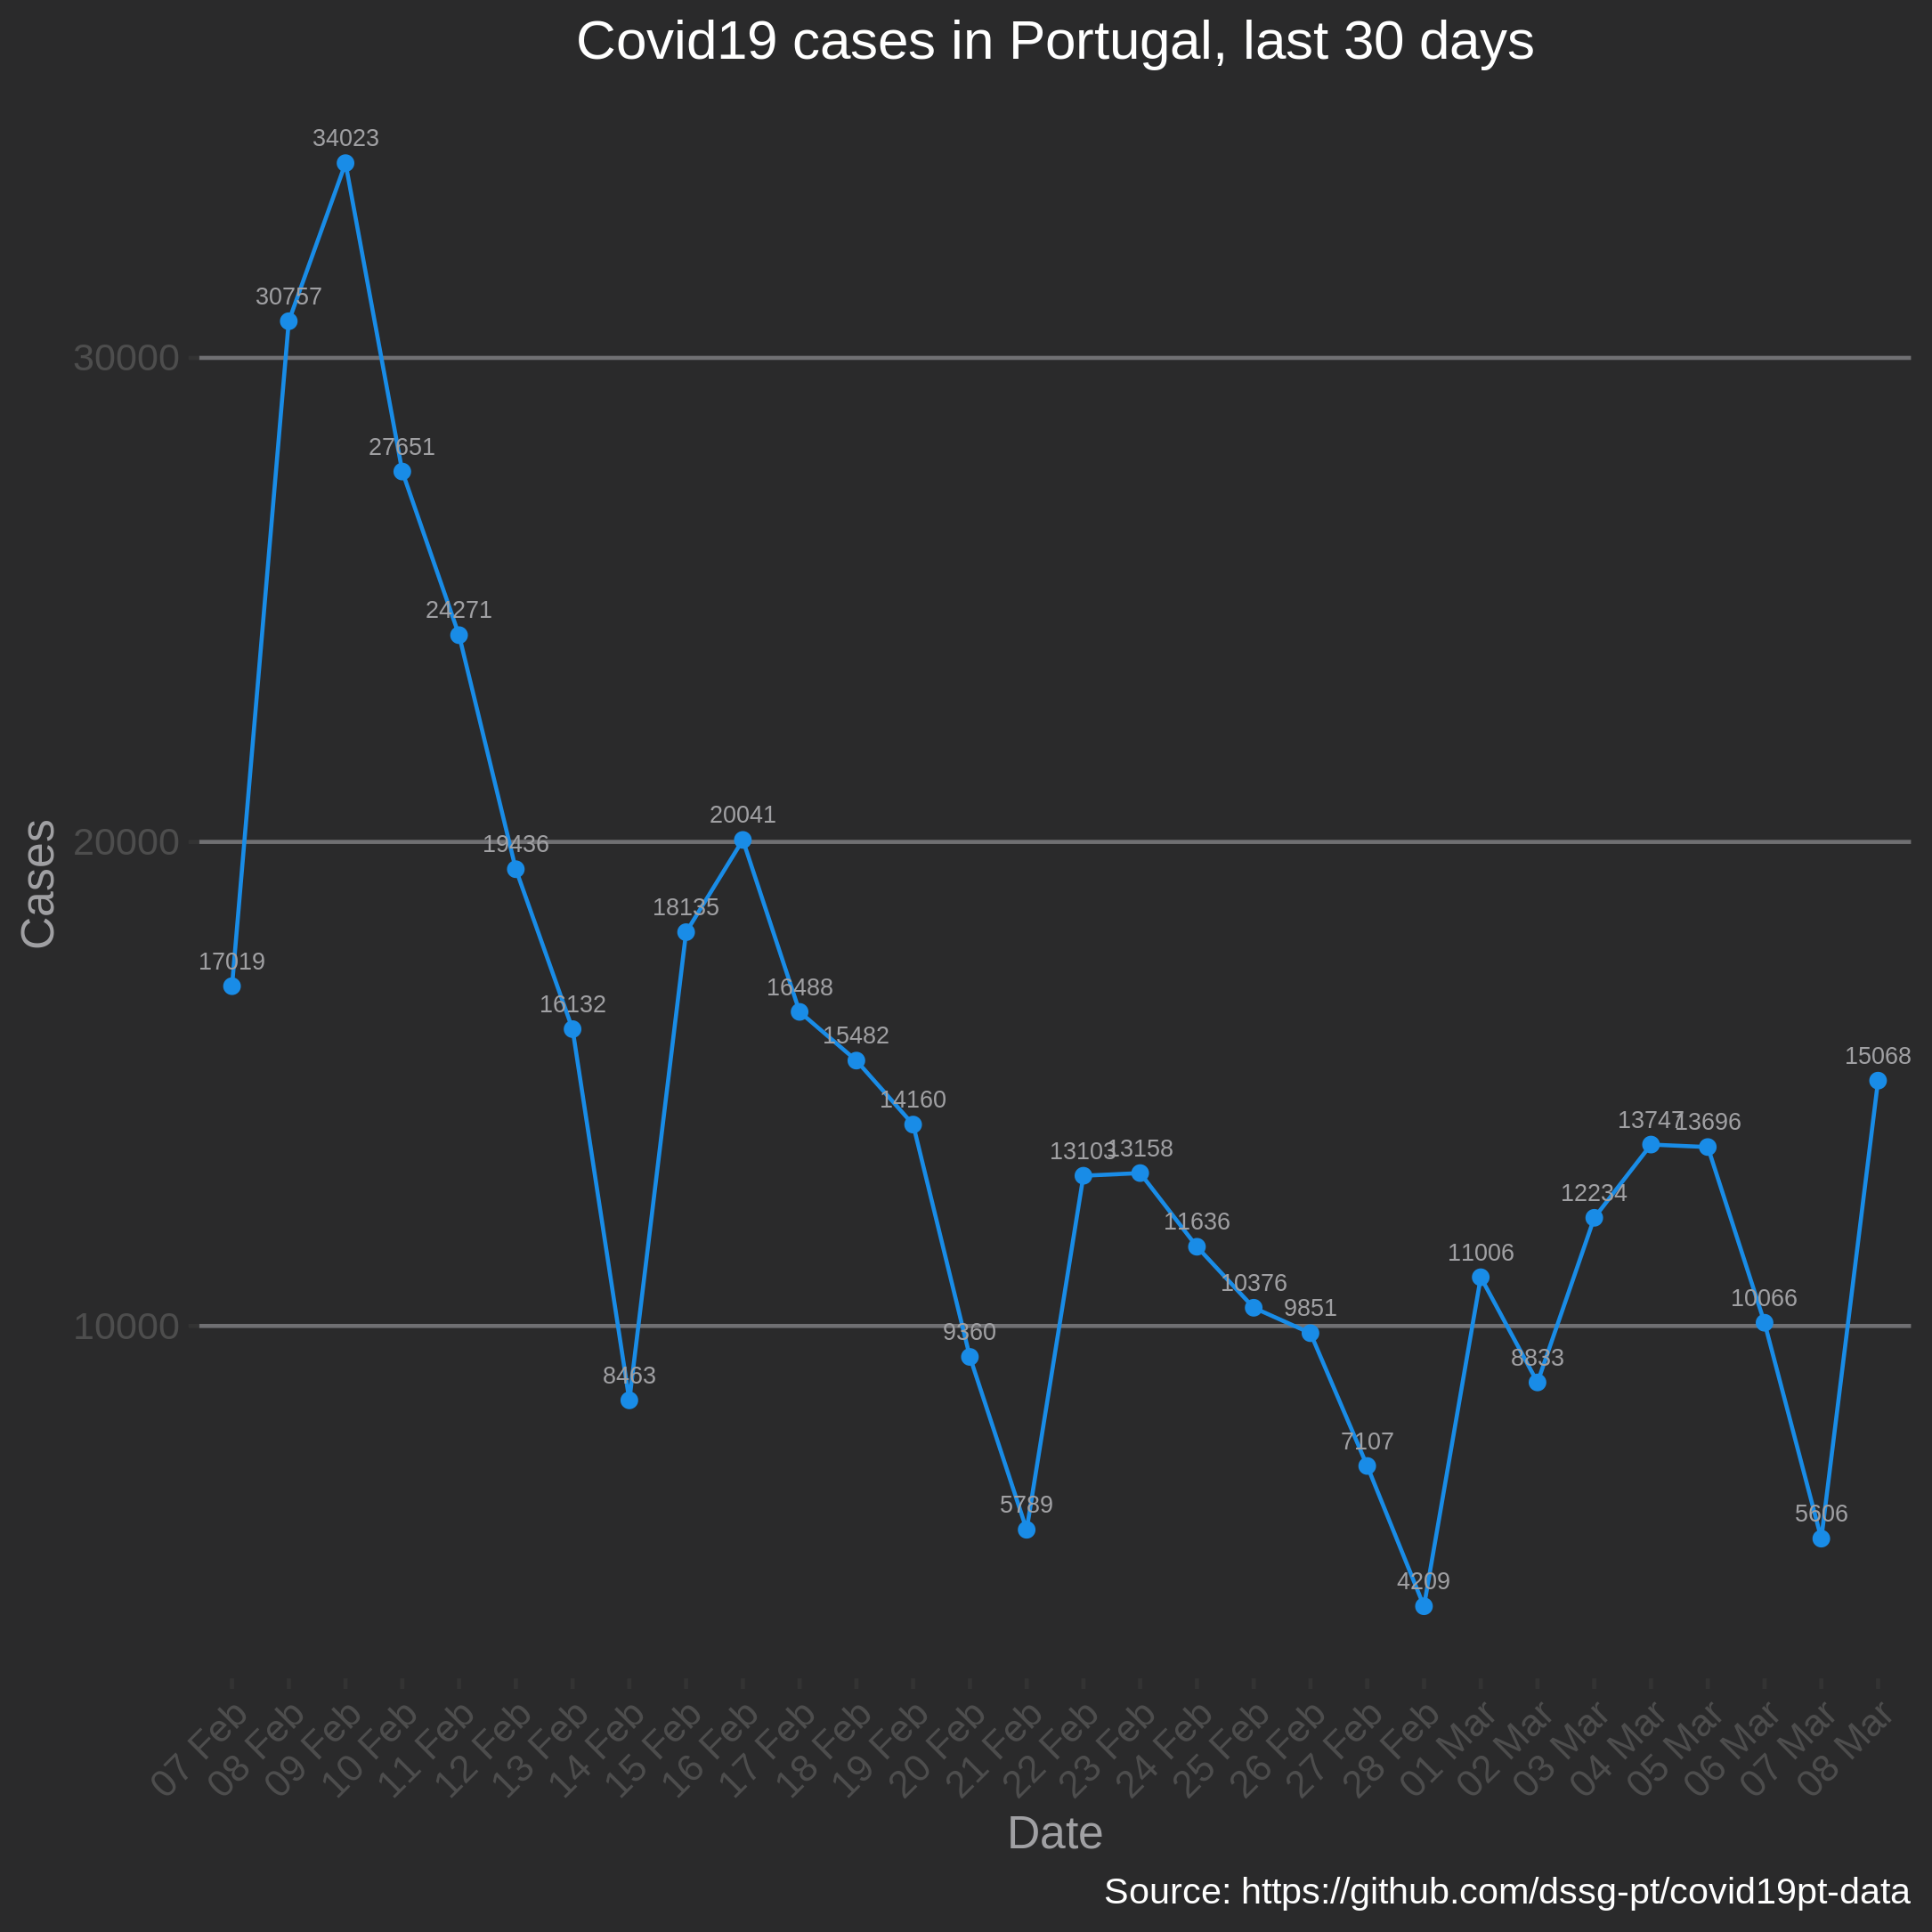 Covid19 cases in Portugal, last 30 days
34023
30757
30000
27651
24271
20041
20000
19436
18135
17019
16488
16132
15482
15068
14160
13747
13696
13103
13158
12234
11636
11006
10376
10066
9851
10000
9360
8833
8463
7107
5789
5606
4209
Cases
07 Feb
08 Feb
09 Feb
10 Feb
11 Feb
12 Feb
13 Feb
14 Feb
15 Feb
16 Feb
17 Feb
18 Feb
19 Feb
20 Feb
21 Feb
22 Feb
23 Feb
24 Feb
25 Feb
26 Feb
27 Feb
28 Feb
01 Mar
02 Mar
03 Mar
04 Mar
05 Mar
06 Mar
07 Mar
08 Mar
Date
Source: https://github.com/dssg-pt/covid19pt-data